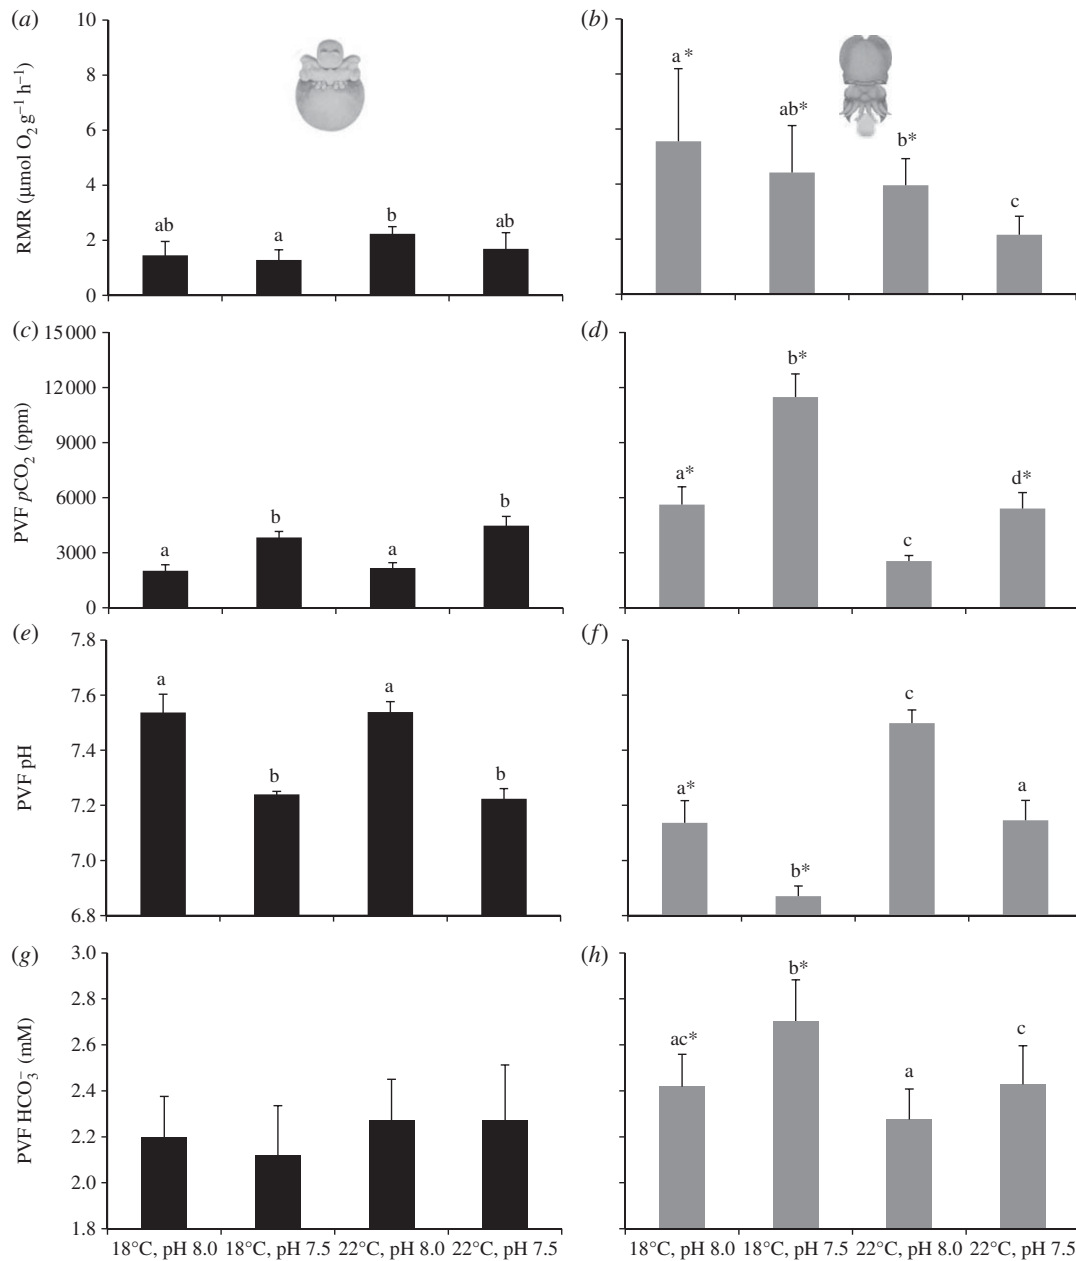 (a)
10
8
6
4
2
0
RMR (µmol O₂ g⁻¹ h⁻¹)
ab
a
b
ab
(b)
a*
ab*
b*
c
(c)
15 000
12 000
9000
6000
3000
0
PVF pCO₂ (ppm)
a
b
a
b
(d)
a*
b*
c
d*
(e)
7.8
7.6
7.4
7.2
7.0
6.8
PVF pH
a
b
a
b
(f)
a*
b*
c
a
(g)
3.0
2.8
2.6
2.4
2.2
2.0
1.8
PVF HCO₃⁻ (mM)
18°C, pH 8.0
18°C, pH 7.5
22°C, pH 8.0
22°C, pH 7.5
(h)
ac*
b*
a
c
18°C, pH 8.0
18°C, pH 7.5
22°C, pH 8.0
22°C, pH 7.5